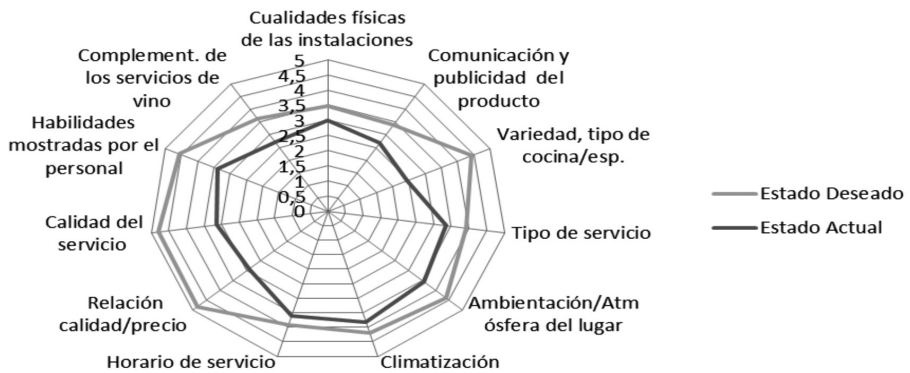 Cualidades físicas
de las instalaciones
Comunicación y
publicidad del
producto
Variedad, tipo de
cocina/esp.
Tipo de servicio
Ambientación/Atm
ósfera del lugar
Climatización
Horario de servicio
Relación
calidad/precio
Calidad del
servicio
Habilidades
mostradas por el
personal
Complement. de
los servicios de
vino
5
4,5
4
3,5
3
2,5
2
1,5
1
0,5
0
Estado Deseado
Estado Actual